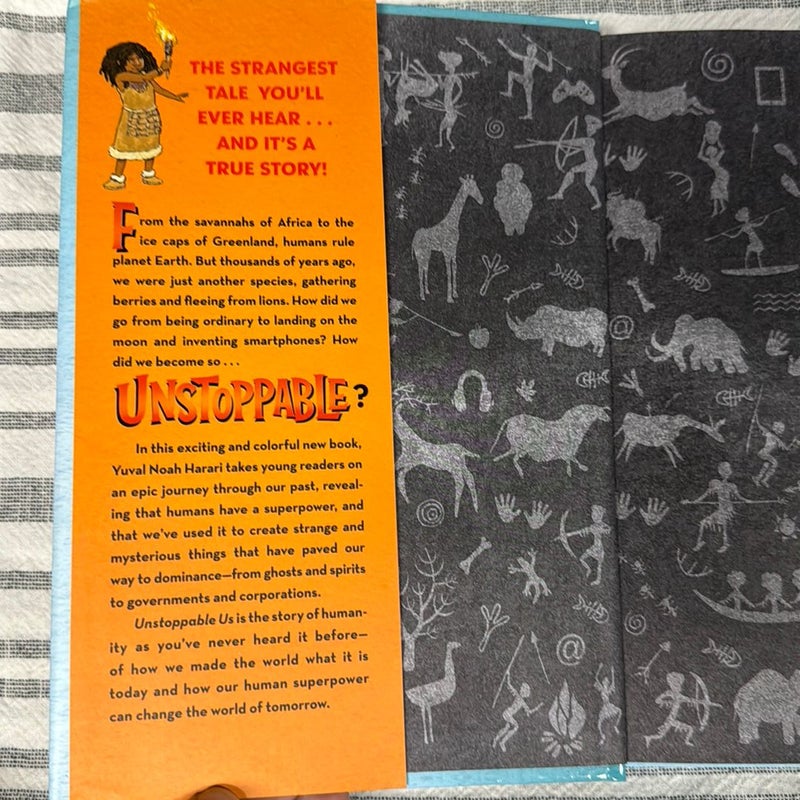 THE STRANGEST
TALE YOU'LL
EVER HEAR . . .
AND IT'S A
TRUE STORY!
From the savannahs of Africa to the
ice caps of Greenland, humans rule
planet Earth. But thousands of years ago,
we were just another species, gathering
berries and fleeing from lions. How did we
go from being ordinary to landing on the
moon and inventing smartphones? How
did we become so . . .
UNSTOPPABLE?
In this exciting and colorful new book,
Yuval Noah Harari takes young readers on
an epic journey through our past, reveal-
ing that humans have a superpower, and
that we've used it to create strange and
mysterious things that have paved our
way to dominance—from ghosts and spirits
to governments and corporations.
Unstoppable Us is the story of human-
ity as you've never heard it before—
of how we made the world what it is
today and how our human superpower
can change the world of tomorrow.
@
@